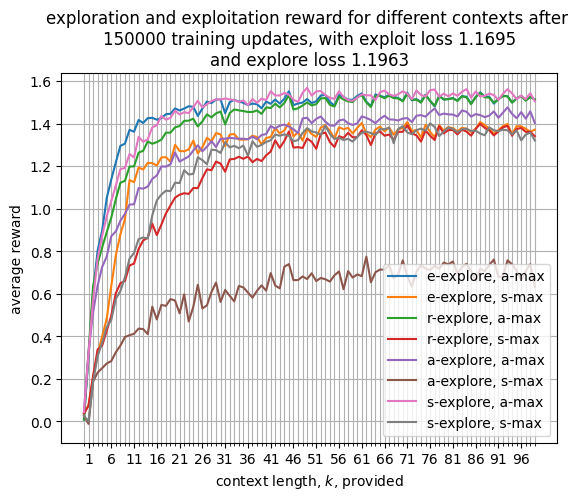 exploration and exploitation reward for different contexts after
150000 training updates, with exploit loss 1.1695
and explore loss 1.1963
1.6
1.4
1.2
1.0
0.8
0.6
0.4
0.2
0.0
average reward
e-explore, a-max
e-explore, s-max
r-explore, a-max
r-explore, s-max
a-explore, a-max
a-explore, s-max
s-explore, a-max
s-explore, s-max
1 6 11 16 21 26 31 36 41 46 51 56 61 66 71 76 81 86 91 96
context length, k, provided